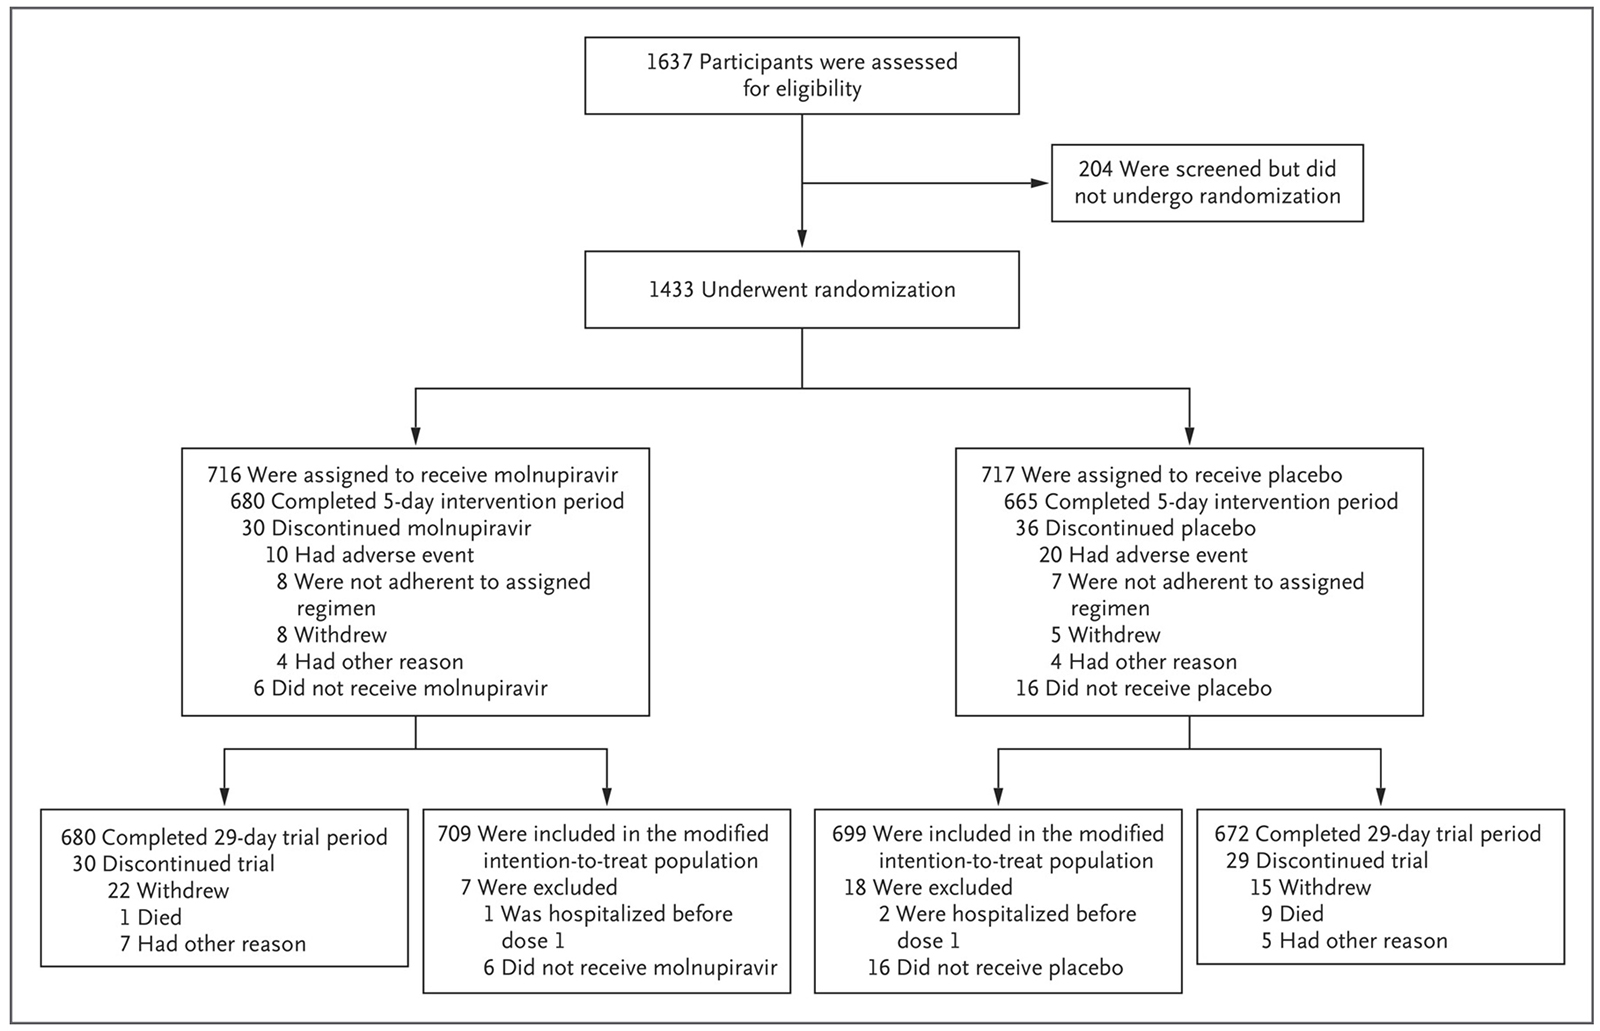 1637 Participants were assessed
for eligibility
204 Were screened but did
not undergo randomization
1433 Underwent randomization
716 Were assigned to receive molnupiravir
680 Completed 5-day intervention period
30 Discontinued molnupiravir
10 Had adverse event
8 Were not adherent to assigned
regimen
8 Withdrew
4 Had other reason
6 Did not receive molnupiravir
717 Were assigned to receive placebo
665 Completed 5-day intervention period
36 Discontinued placebo
20 Had adverse event
7 Were not adherent to assigned
regimen
5 Withdrew
4 Had other reason
16 Did not receive placebo
680 Completed 29-day trial period
30 Discontinued trial
22 Withdrew
1 Died
7 Had other reason
709 Were included in the modified
intention-to-treat population
7 Were excluded
1 Was hospitalized before
dose 1
6 Did not receive molnupiravir
699 Were included in the modified
intention-to-treat population
18 Were excluded
2 Were hospitalized before
dose 1
16 Did not receive placebo
672 Completed 29-day trial period
29 Discontinued trial
15 Withdrew
9 Died
5 Had other reason